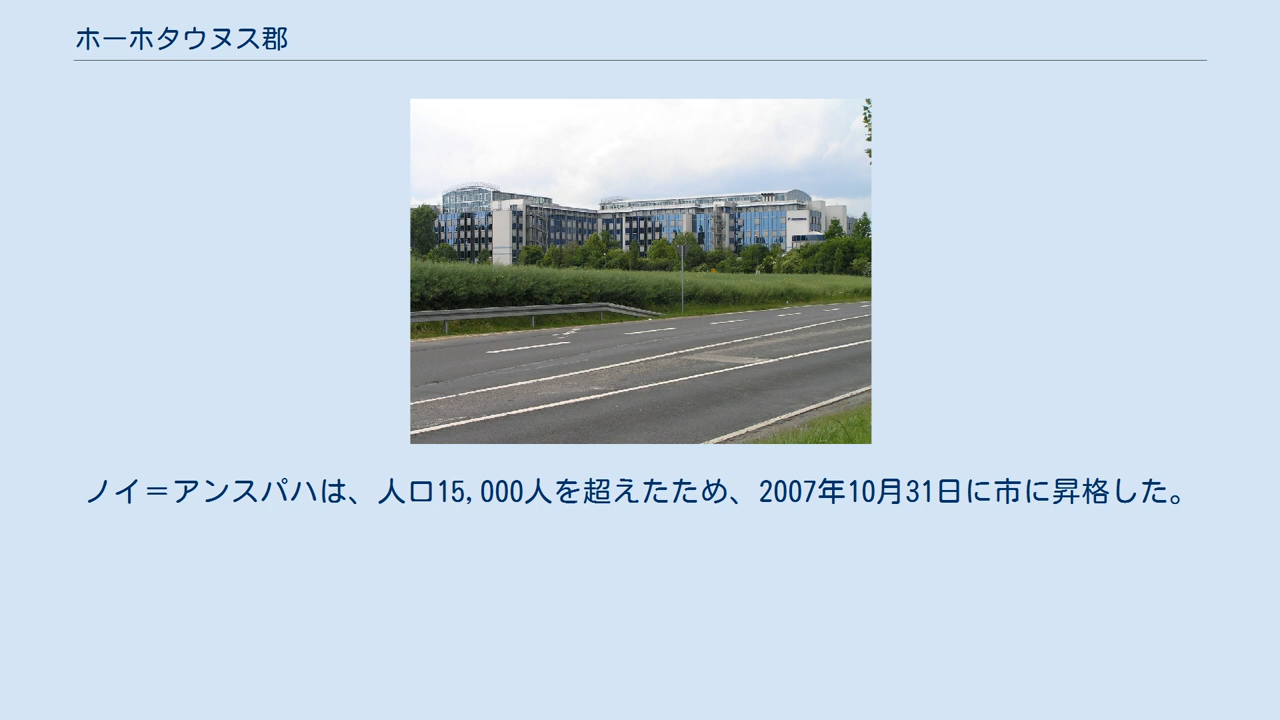 ホーホタウヌス郡
ノイ＝アンスパハは、人口15,000人を超えたため、2007年10月31日に市に昇格した。